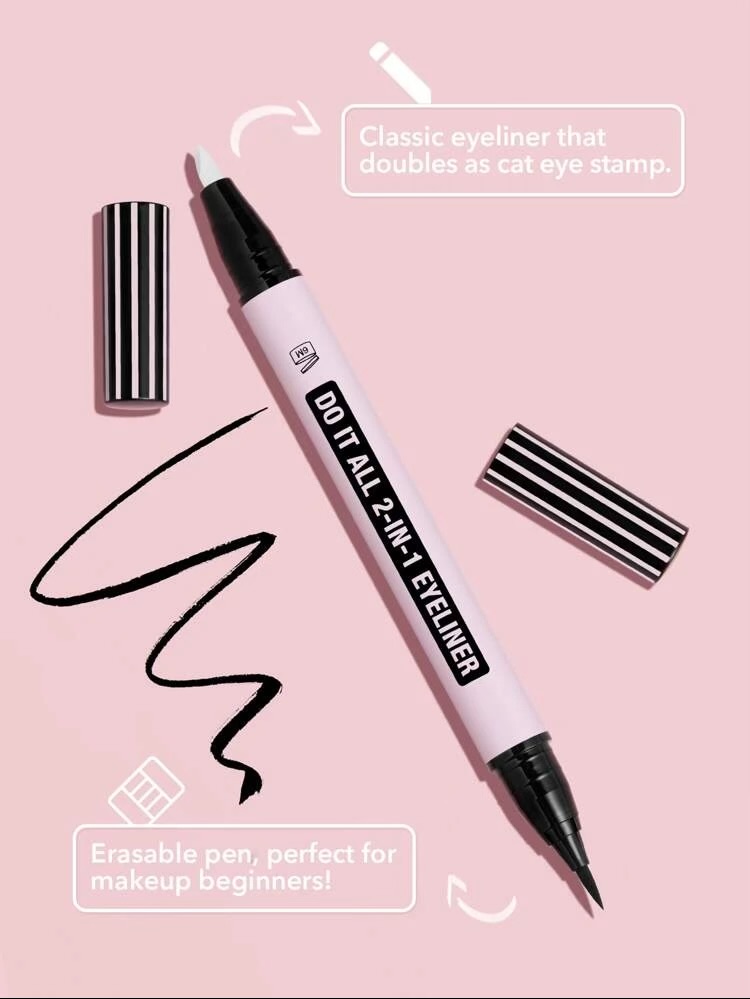 Classic eyeliner that
doubles as cat eye stamp.
6M
DO IT ALL 2-IN-1 EYELINER
Erasable pen, perfect for
makeup beginners!